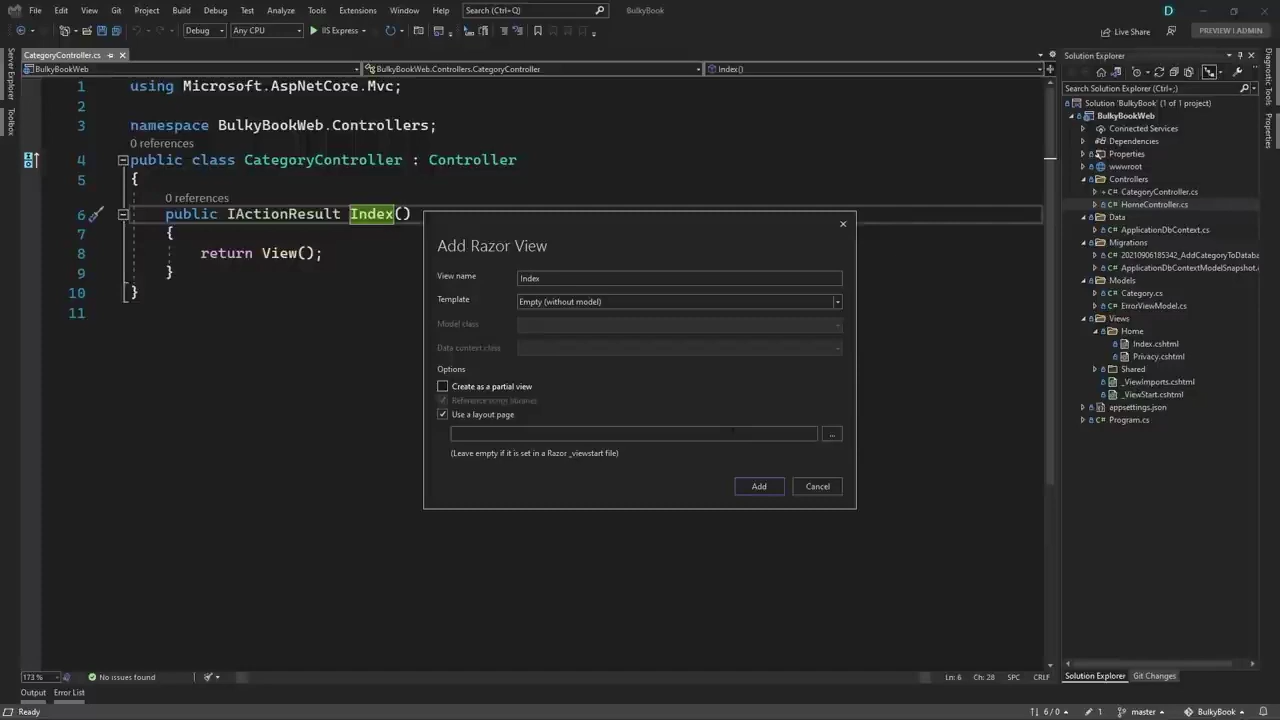 File Edit View Git Project Build Debug Test Analyze Tools Extensions Window Help Search (Ctrl+Q) BulkyBook D
Debug Any CPU IIS Express Live Share PREVIEW | ADMIN
CategoryController.cs
BulkyBookWeb BulkyBookWeb.Controllers.CategoryController Index()
Server Explorer
Toolbox
1 using Microsoft.AspNetCore.Mvc;
2
3 namespace BulkyBookWeb.Controllers;
0 references
4 public class CategoryController : Controller
5 {
0 references
6 public IActionResult Index()
7 {
8 return View();
9 }
10 }
11
Add Razor View
View name Index
Template Empty (without model)
Model class
Data context class
Options
Create as a partial view
Reference script libraries
Use a layout page
...
(Leave empty if it is set in a Razor _viewstart file)
Add Cancel
Solution Explorer
Search Solution Explorer (Ctrl+;)
Solution 'BulkyBook' (1 of 1 project)
BulkyBookWeb
Connected Services
Dependencies
Properties
wwwroot
Controllers
CategoryController.cs
HomeController.cs
Data
ApplicationDbContext.cs
Migrations
20210906185342_AddCategoryToDataba
ApplicationDbContextModelSnapshot.c
Models
Category.cs
ErrorViewModel.cs
Views
Home
Index.cshtml
Privacy.cshtml
Shared
_ViewImports.cshtml
_ViewStart.cshtml
appsettings.json
Program.cs
Solution Explorer Git Changes
Diagnostic Tools
Properties
173 % No issues found Ln: 6 Ch: 28 SPC CRLF
Output Error List
Ready 6 / 0 1 master BulkyBook